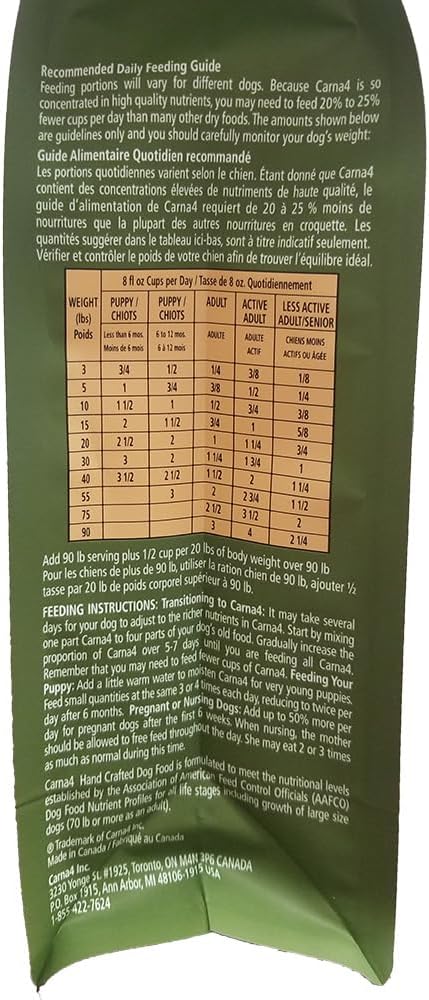 Recommended Daily Feeding Guide
Feeding portions will vary for different dogs. Because Carna4 is so
concentrated in high quality nutrients, you may need to feed 20% to 25%
fewer cups per day than many other dry foods. The amounts shown below
are guidelines only and you should carefully monitor your dog's weight:
Guide Alimentaire Quotidien recommandé
Les portions quotidiennes varient selon le chien. Étant donné que Carna4
contient des concentrations élevées de nutriments de haute qualité, le
guide d'alimentation de Carna4 requiert de 20 à 25 % moins de
nourritures que la plupart des autres nourritures en croquette. Les
quantités suggérer dans le tableau ici-bas, sont à titre indicatif seulement.
Vérifier et contrôler le poids de votre chien afin de trouver l'équilibre idéal.
8 fl oz Cups per Day / Tasse de 8 oz. Quotidiennement
WEIGHT (lbs) Poids
PUPPY / CHIOTS Less than 6 mos. Moins de 6 mois
PUPPY / CHIOTS 6 to 12 mos. 6 à 12 mois
ADULT ADULTE
ACTIVE ADULT ADULTE ACTIF
LESS ACTIVE ADULT/SENIOR CHIENS MOINS ACTIFS OU ÂGÉE
3 3/4 1/2 1/4 3/8 1/8
5 1 3/4 3/8 1/2 1/4
10 1 1/2 1 1/2 3/4 3/8
15 2 1 1/2 3/4 1 5/8
20 2 1/2 2 1 1 1/4 3/4
30 3 2 1 1/4 1 3/4 1
40 3 1/2 2 1/2 1 1/2 2 1 1/4
55 3 2 2 3/4 1 1/2
75 2 1/2 3 1/2 2
90 3 4 2 1/4
Add 90 lb serving plus 1/2 cup per 20 lbs of body weight over 90 lb
Pour les chiens de plus de 90 lb, utiliser la ration chien de 90 lb, ajouter ½
tasse par 20 lb de poids corporel supérieur à 90 lb.
FEEDING INSTRUCTIONS: Transitioning to Carna4: It may take several
days for your dog to adjust to the richer nutrients in Carna4. Start by mixing
one part Carna4 to four parts of your dog's old food. Gradually increase the
proportion of Carna4 over 5-7 days until you are feeding all Carna4.
Remember that you may need to feed fewer cups of Carna4. Feeding Your
Puppy: Add a little warm water to moisten Carna4 for very young puppies.
Feed small quantities at the same 3 or 4 times each day, reducing to twice per
day after 6 months. Pregnant or Nursing Dogs: Add up to 50% more per
day for pregnant dogs after the first 6 weeks. When nursing, the mother
should be allowed to free feed throughout the day. She may eat 2 or 3 times
as much as normal during this time.
Carna4 Hand Crafted Dog Food is formulated to meet the nutritional levels
established by the Association of American Feed Control Officials (AAFCO)
Dog Food Nutrient Profiles for all life stages including growth of large size
dogs (70 lb or more as an adult).
® Trademark of Carna4 Inc.
Made in Canada / Fabriqué au Canada
Carna4 Inc.
3230 Yonge St. #1925, Toronto, ON M4N 3P6 CANADA
P.O. Box 1915, Ann Arbor, MI 48106-1915 USA
1-855-422-7624